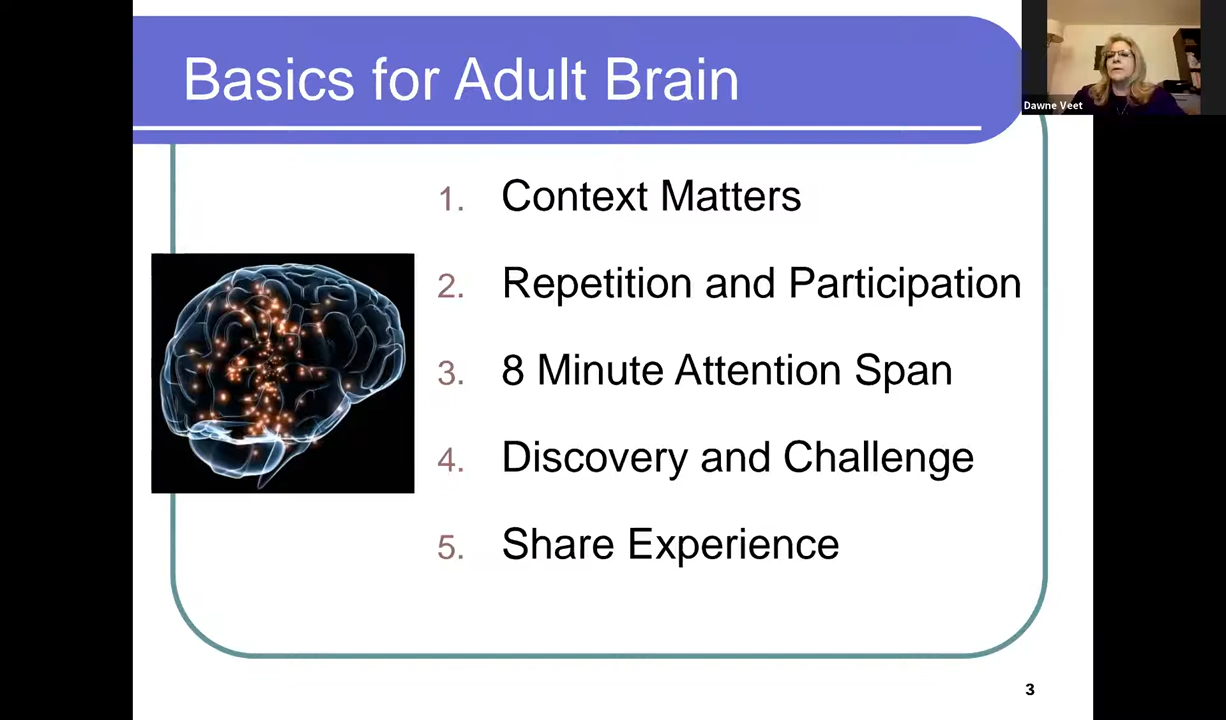 Basics for Adult Brain
Dawne Veet
1. Context Matters
2. Repetition and Participation
3. 8 Minute Attention Span
4. Discovery and Challenge
5. Share Experience
3